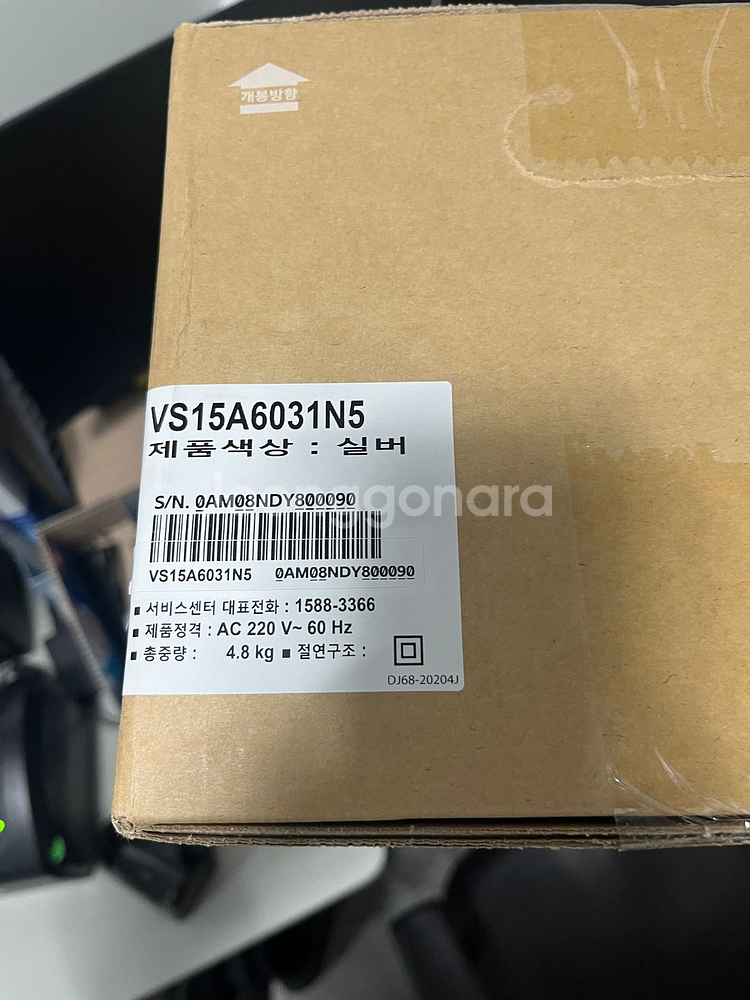 개봉방향
VS15A6031N5
제품색상 : 실버
S/N. 0AM08NDY800090
joonggonara
VS15A6031N5 0AM08NDY800090
■ 서비스센터 대표전화 : 1588-3366
■ 제품정격 : AC 220 V~ 60 Hz
■ 총중량 : 4.8 kg ■ 절연구조 :
DJ68-20204J